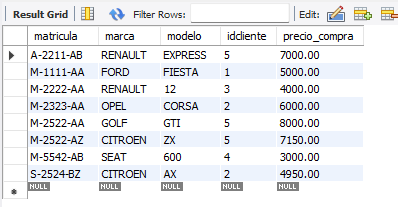 Result Grid Filter Rows: Edit:
matricula marca modelo idcliente precio_compra
A-2211-AB RENAULT EXPRESS 5 7000.00
M-1111-AA FORD FIESTA 1 5000.00
M-2222-AA RENAULT 12 3 4000.00
M-2323-AA OPEL CORSA 2 6000.00
M-2522-AA GOLF GTI 5 8000.00
M-2522-AZ CITROEN ZX 5 7150.00
M-5542-AB SEAT 600 4 3000.00
S-2524-BZ CITROEN AX 2 4950.00
NULL NULL NULL NULL NULL